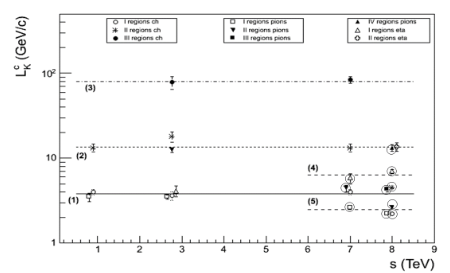 I regions ch
II regions ch
III regions ch
I regions pions
II regions pions
III regions pions
IV regions pions
I regions eta
II regions eta
L_K^c (GeV/c)
10²
10
1
(3)
(2)
(1)
(4)
(5)
0 1 2 3 4 5 6 7 8 9
s (TeV)